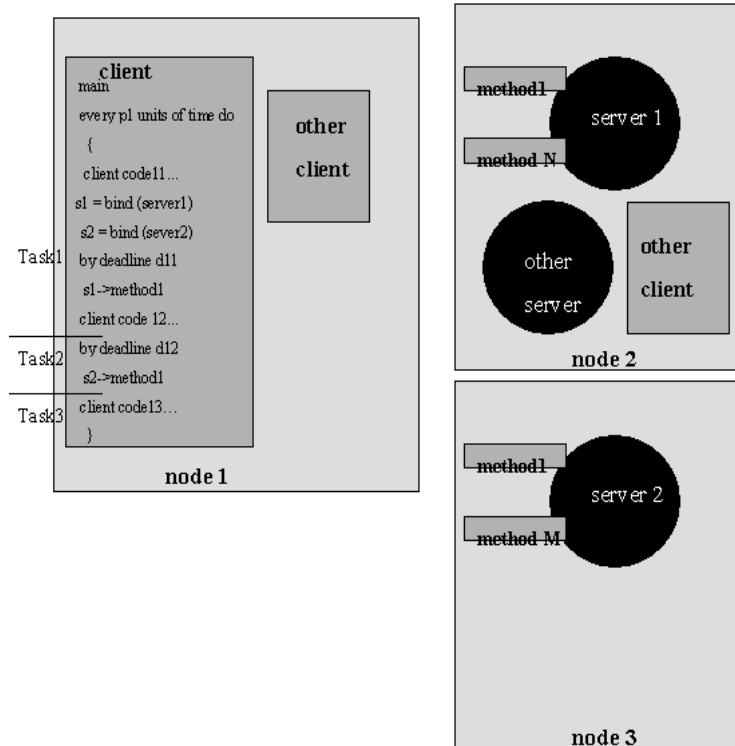 client
main
every p1 units of time do
{
client code11...
s1 = bind (server1)
s2 = bind (sever2)
by deadline d11
s1->method1
client code 12...
by deadline d12
s2->method1
client code13...
}
Task1
Task2
Task3
other
client
node 1
method1
server 1
method N
other
server
other
client
node 2
method1
server 2
method M
node 3